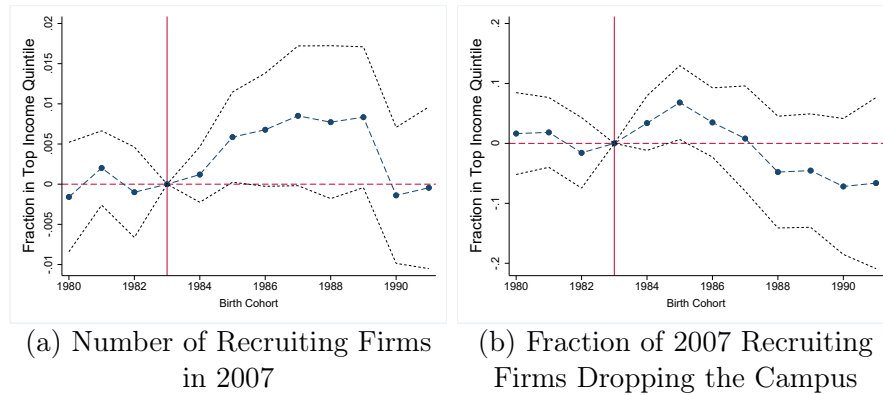 Fraction in Top Income Quintile
.02
.015
.01
.005
0
-.005
-.01
1980 1982 1984 1986 1988 1990
Birth Cohort
(a) Number of Recruiting Firms
in 2007
Fraction in Top Income Quintile
.2
.1
0
-.1
-.2
1980 1982 1984 1986 1988 1990
Birth Cohort
(b) Fraction of 2007 Recruiting
Firms Dropping the Campus